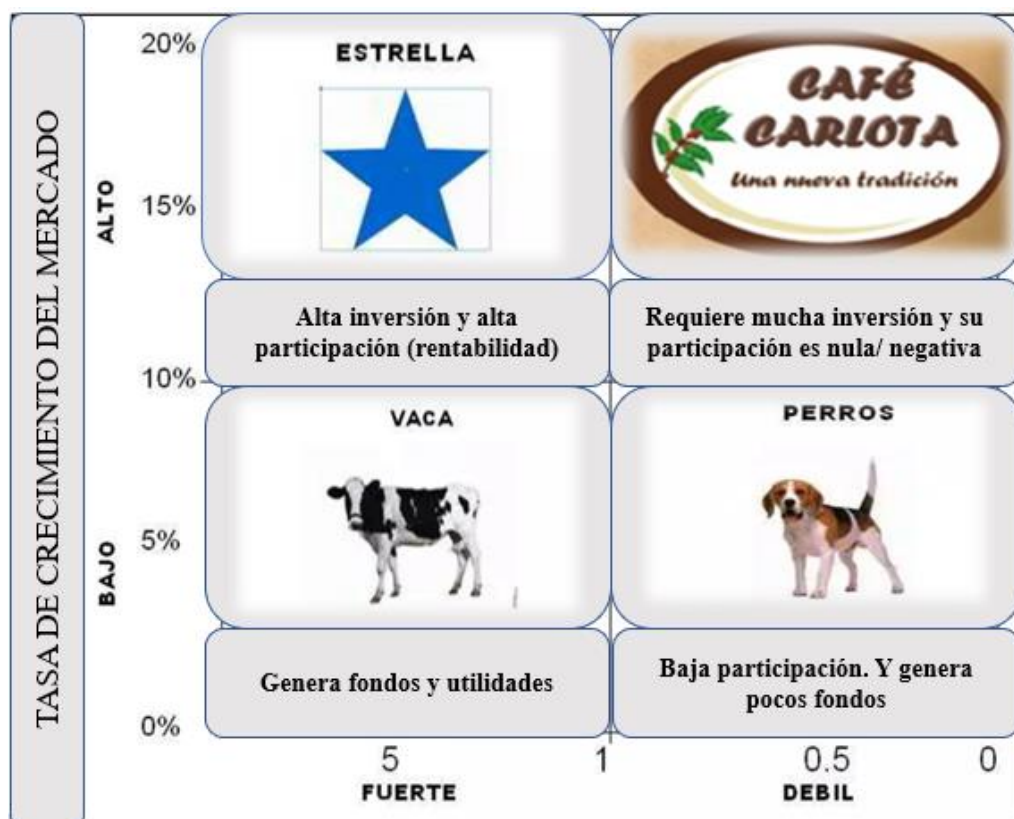 TASA DE CRECIMIENTO DEL MERCADO
ALTO
BAJO
20%
15%
10%
5%
0%
ESTRELLA
CAFÉ
CARLOTA
Una nueva tradición
Alta inversión y alta
participación (rentabilidad)
Requiere mucha inversión y su
participación es nula/ negativa
VACA
PERROS
Genera fondos y utilidades
Baja participación. Y genera
pocos fondos
5
1
0.5
0
FUERTE
DEBIL